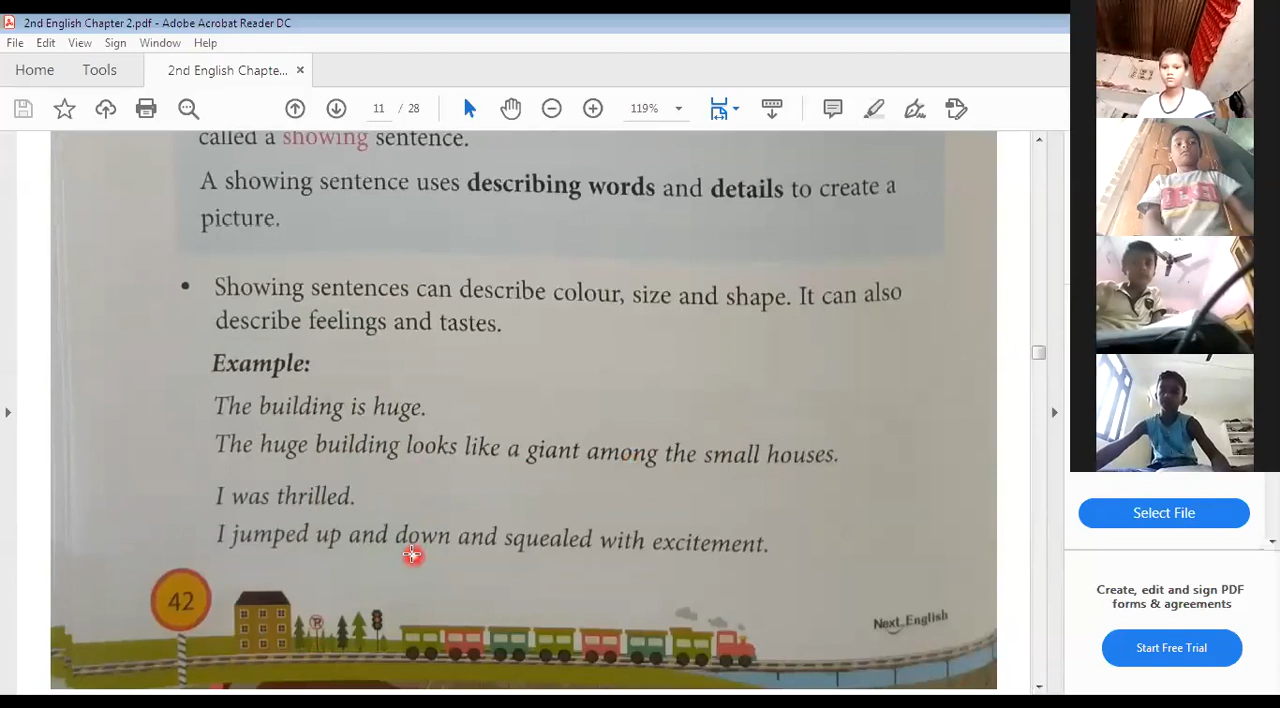 2nd English Chapter 2.pdf - Adobe Acrobat Reader DC
File Edit View Sign Window Help
Home Tools 2nd English Chapte... ×
11 / 28 119%
called a showing sentence.
A showing sentence uses describing words and details to create a
picture.
• Showing sentences can describe colour, size and shape. It can also
describe feelings and tastes.
Example:
The building is huge.
The huge building looks like a giant among the small houses.
I was thrilled.
I jumped up and down and squealed with excitement.
42
Next English
Select File
Create, edit and sign PDF
forms & agreements
Start Free Trial